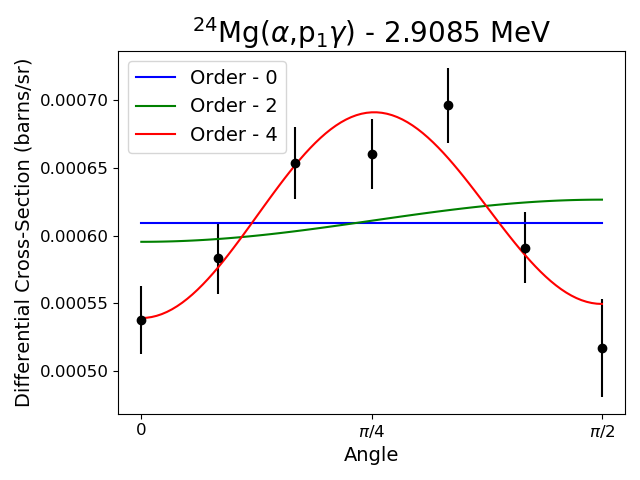 ²⁴Mg(α,p₁γ) - 2.9085 MeV
Differential Cross-Section (barns/sr)
Order - 0
Order - 2
Order - 4
0.00070
0.00065
0.00060
0.00055
0.00050
0
π/4
π/2
Angle